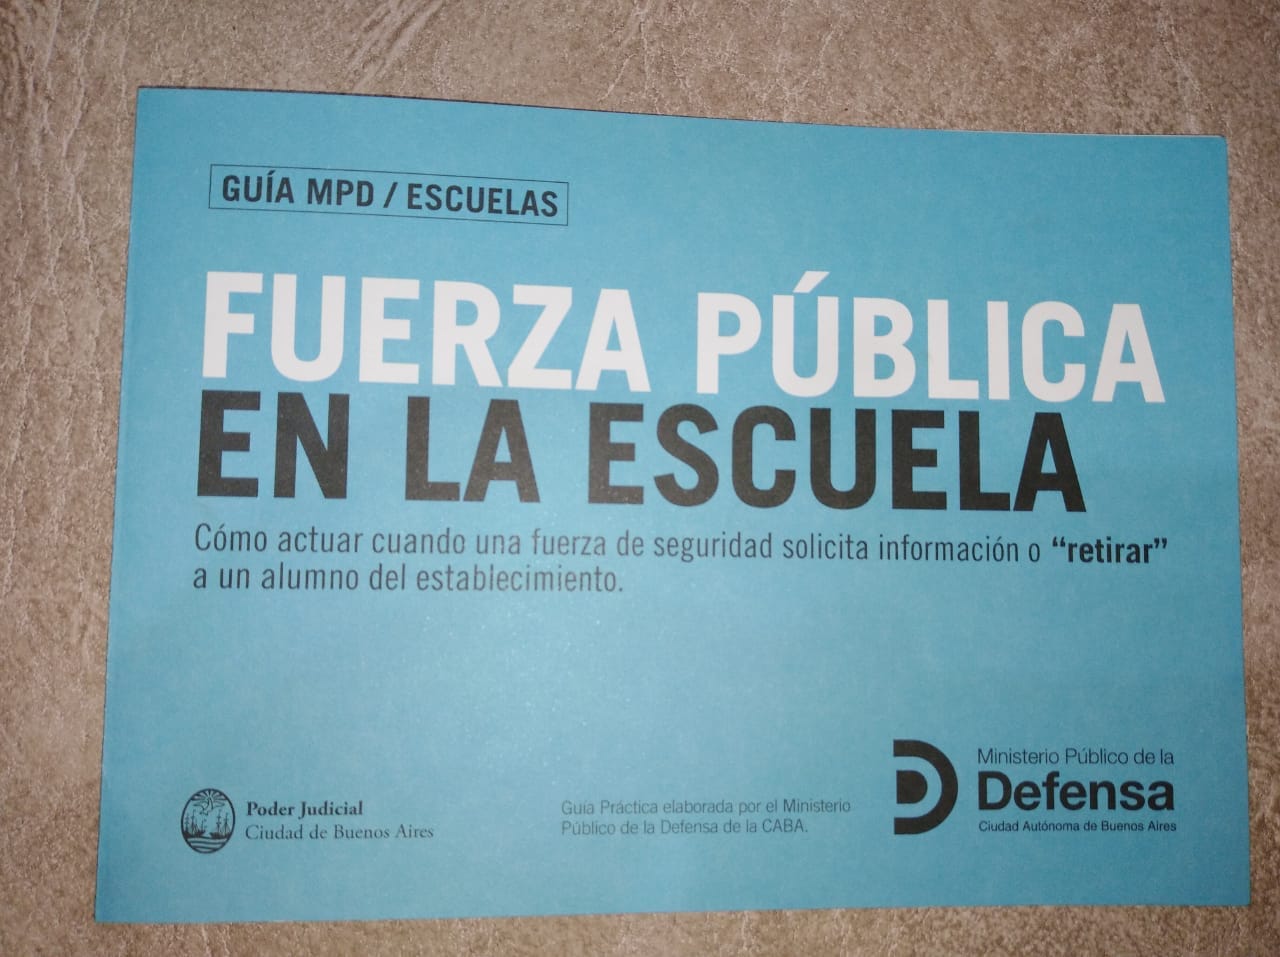 GUÍA MPD / ESCUELAS
FUERZA PÚBLICA
EN LA ESCUELA
Cómo actuar cuando una fuerza de seguridad solicita información o “retirar”
a un alumno del establecimiento.
Poder Judicial
Ciudad de Buenos Aires
Guía Práctica elaborada por el Ministerio
Público de la Defensa de la CABA.
Ministerio Público de la
Defensa
Ciudad Autónoma de Buenos Aires